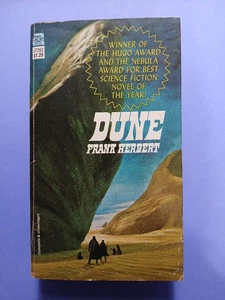 WINNER OF
THE HUGO AWARD
AND THE NEBULA
AWARD FOR BEST
SCIENCE FICTION
NOVEL OF
THE YEAR
DUNE
FRANK HERBERT